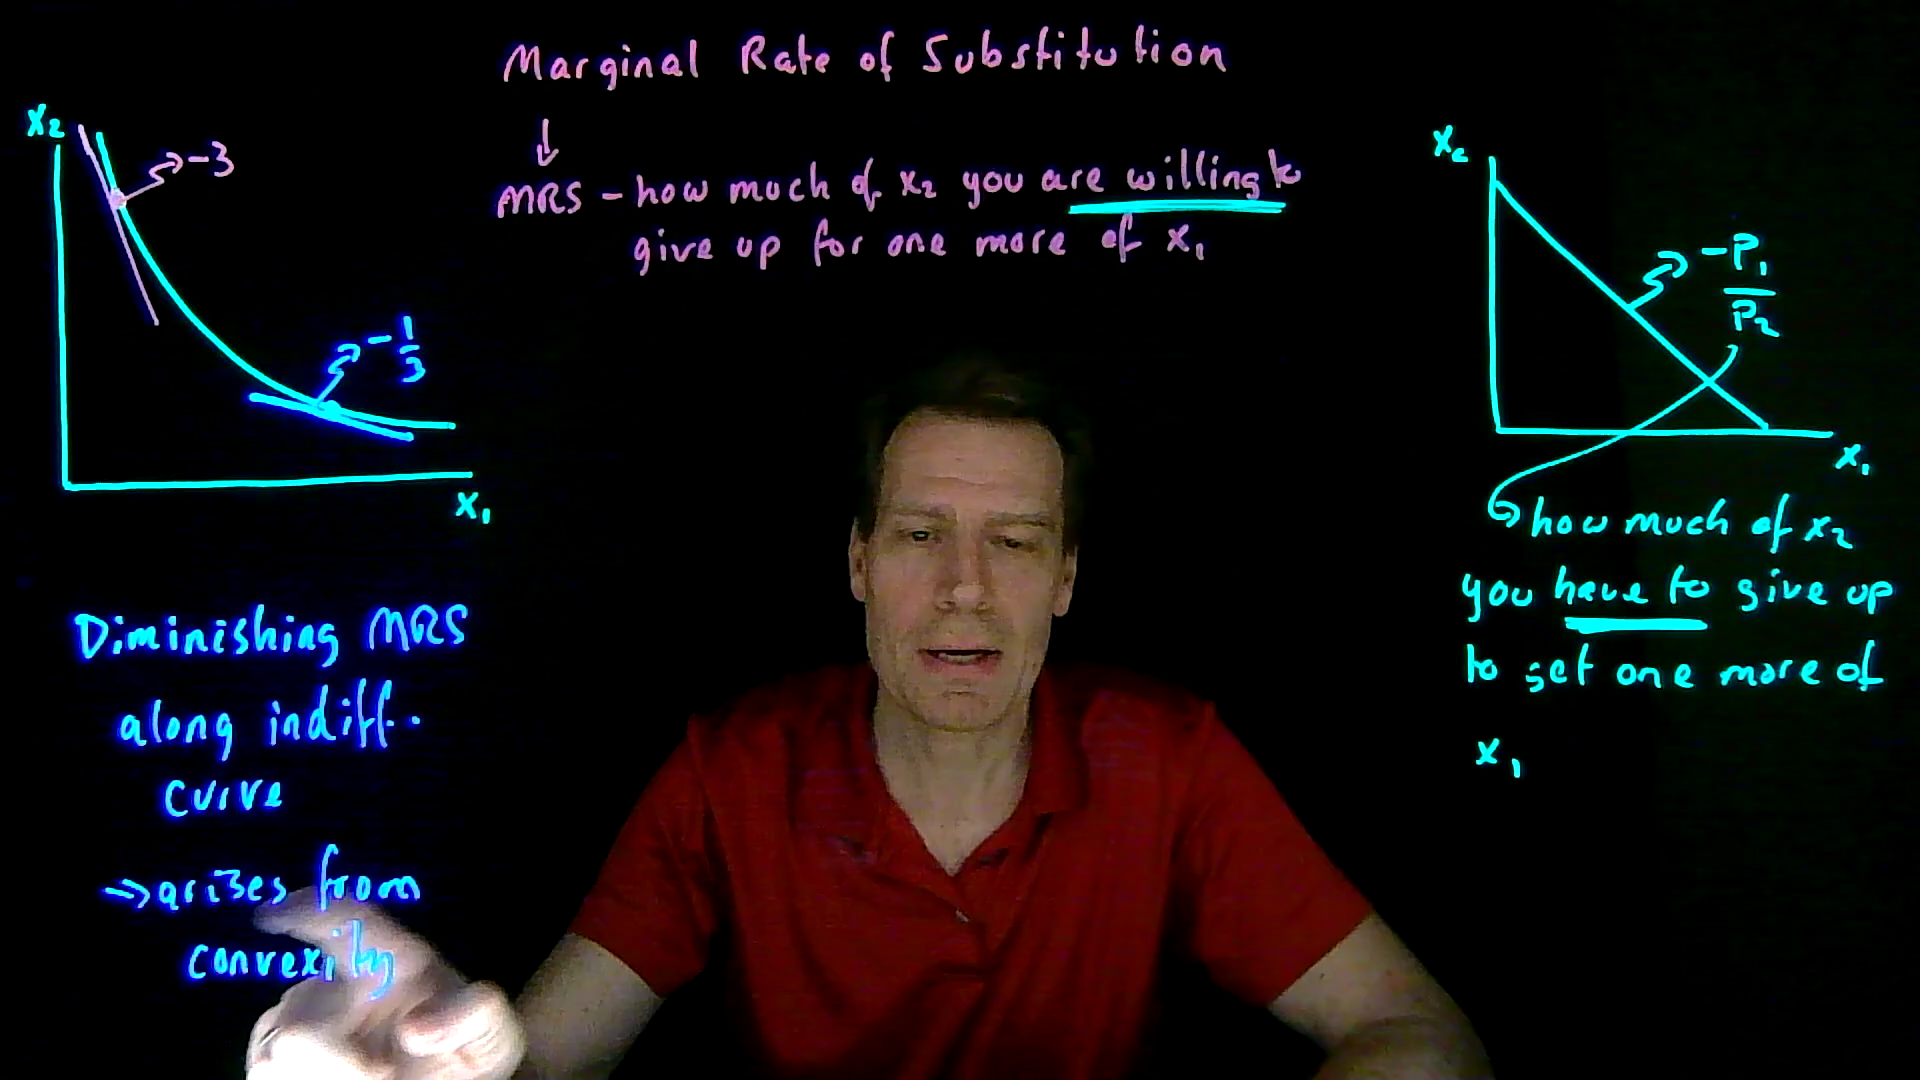 Marginal Rate of Substitution
MRS - how much of x₂ you are willing to
give up for one more of x₁
x₂
-3
-1/3
x₁
Diminishing MRS
along indiff.
curve
→ arises from
convexity
x₂
-P₁/P₂
x₁
how much of x₂
you have to give up
to get one more of
x₁